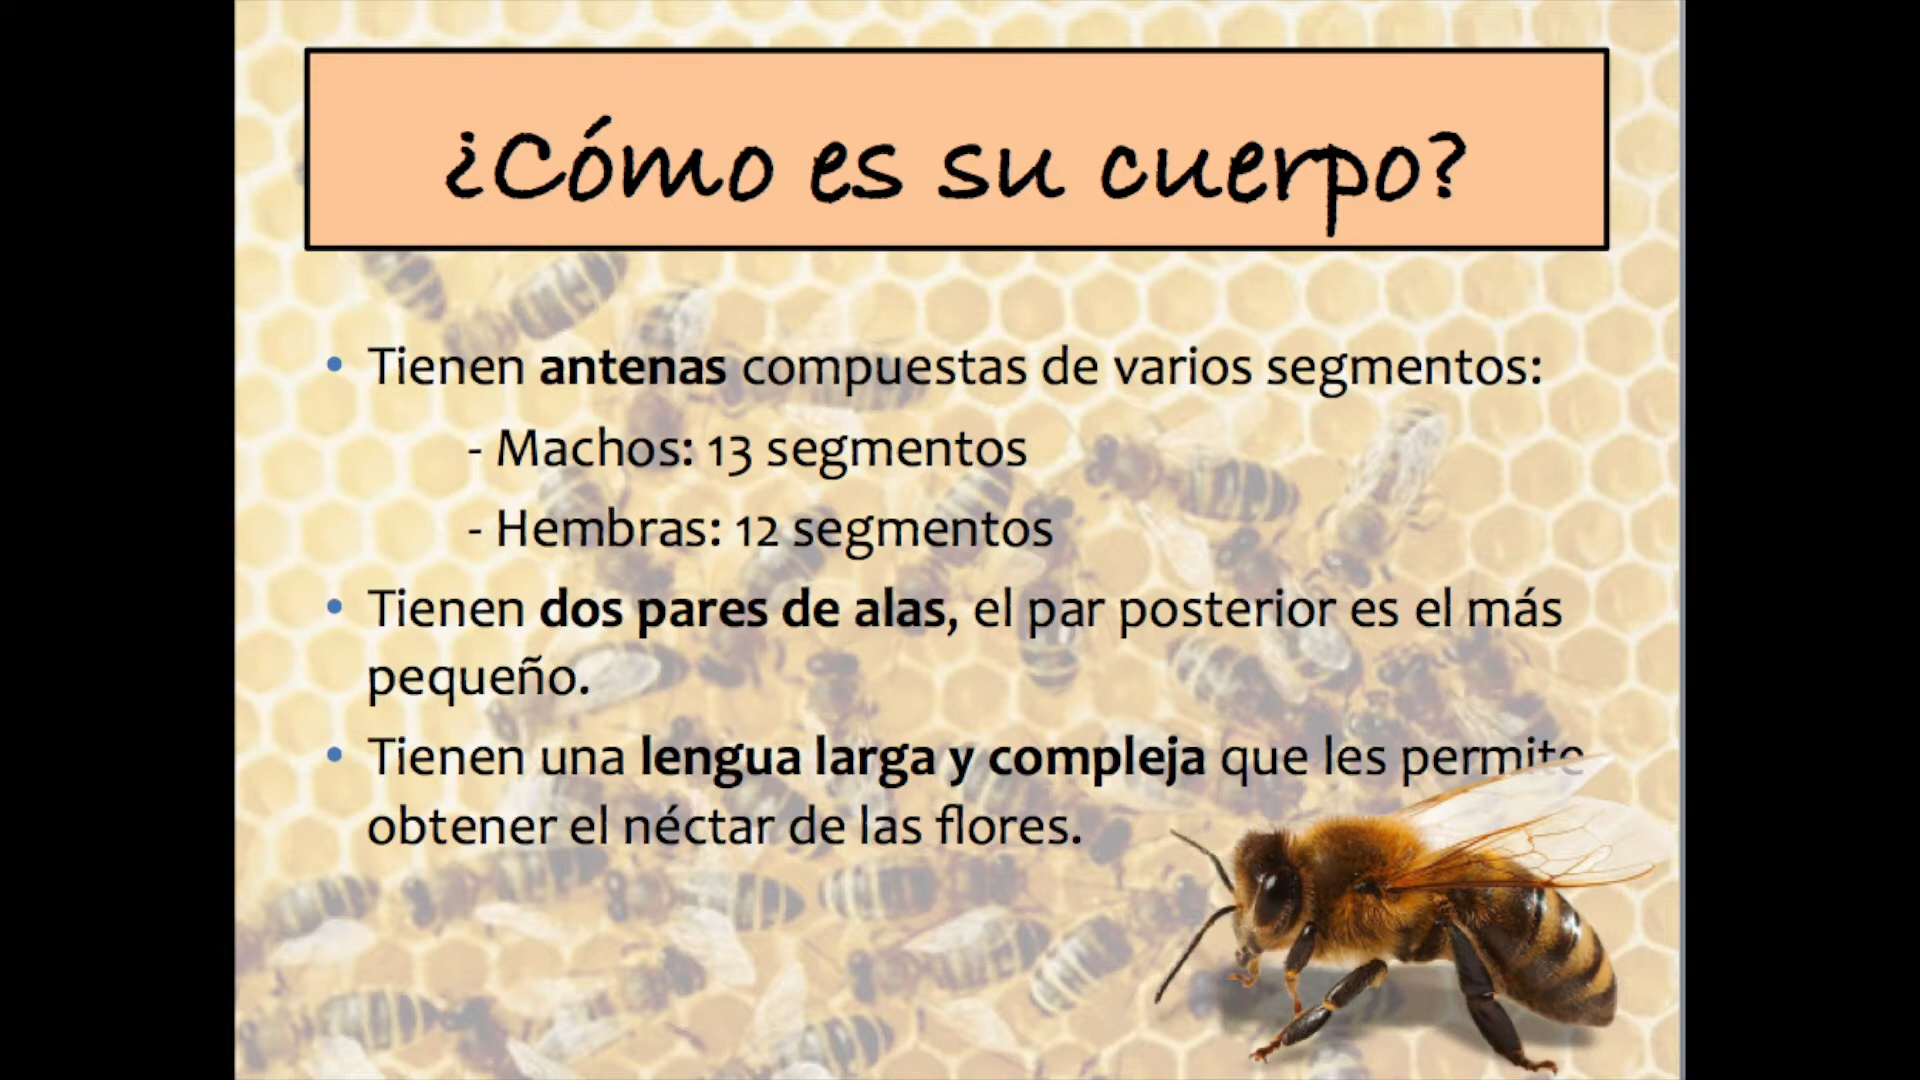 ¿Cómo es su cuerpo?
• Tienen antenas compuestas de varios segmentos:
- Machos: 13 segmentos
- Hembras: 12 segmentos
• Tienen dos pares de alas, el par posterior es el más
pequeño.
• Tienen una lengua larga y compleja que les permite
obtener el néctar de las flores.